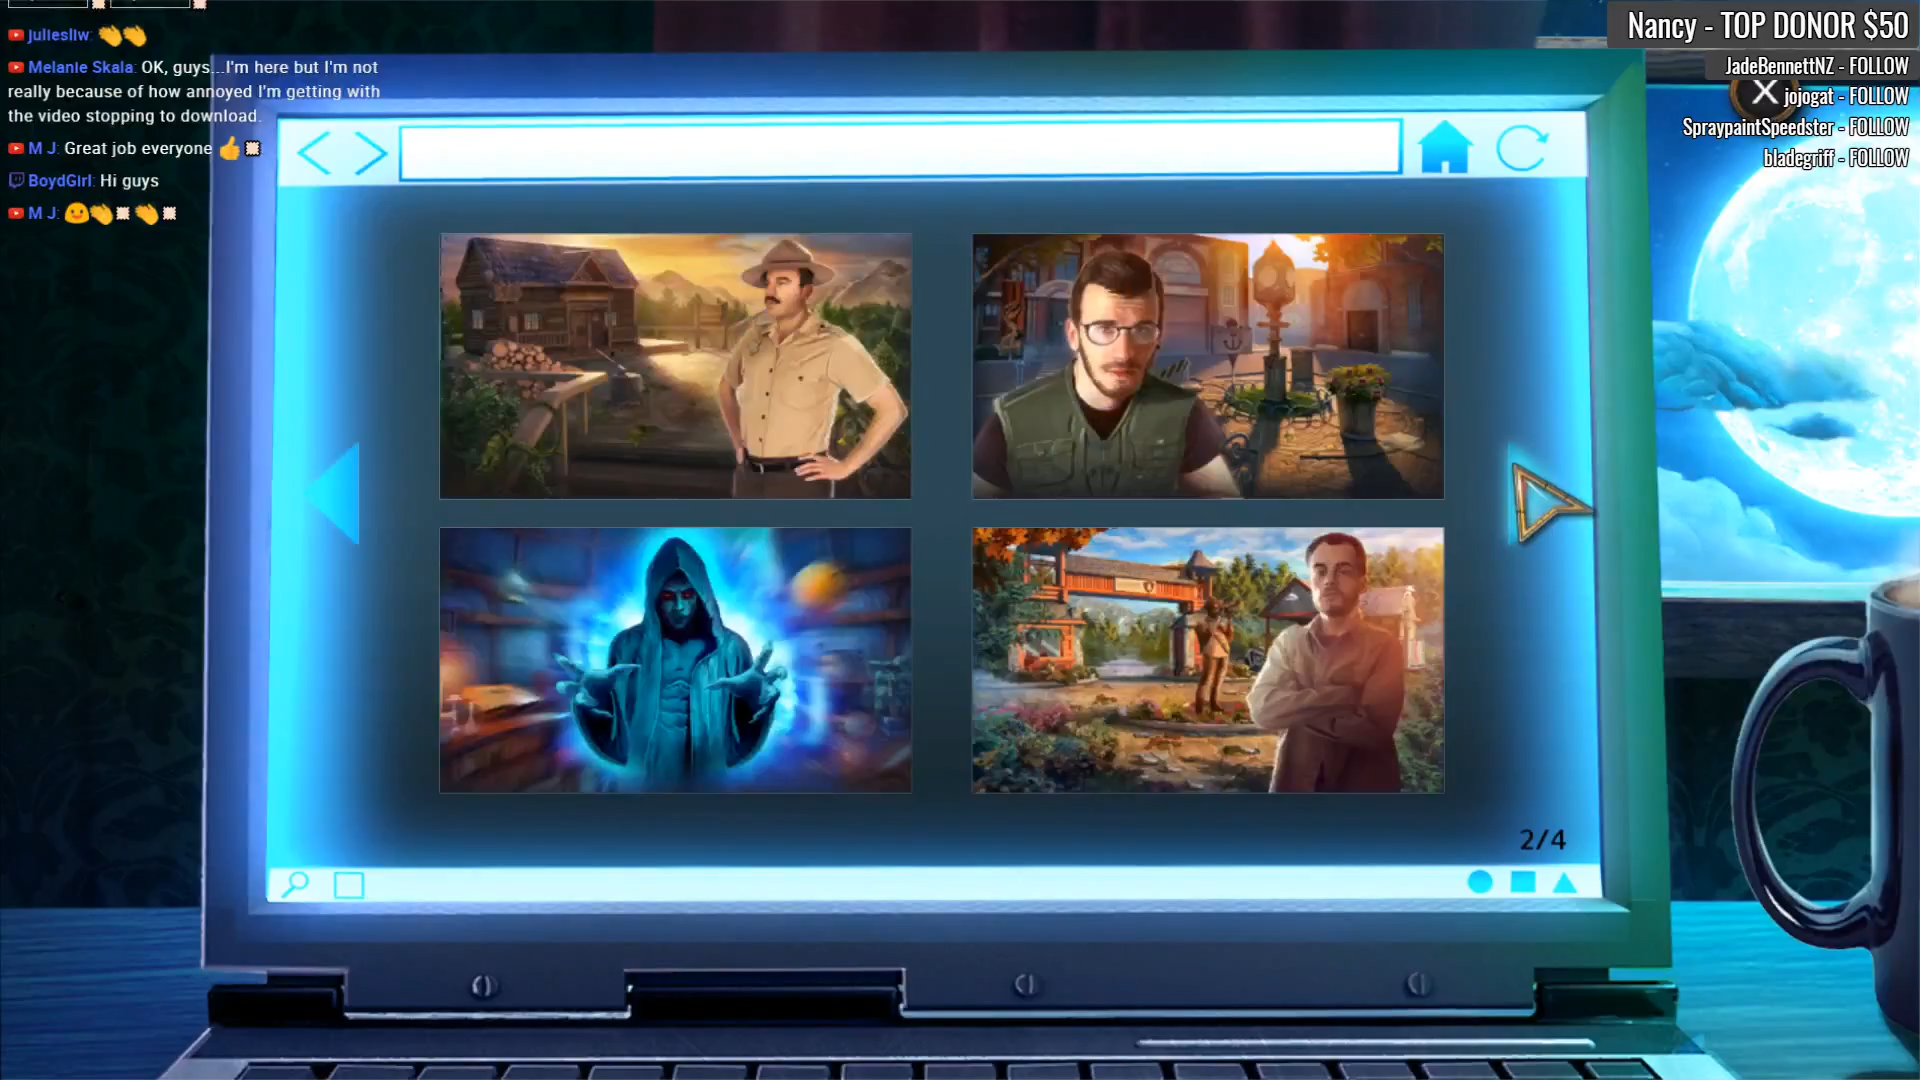 juliesliw: 👏👏
Melanie Skala: OK, guys...I'm here but I'm not
really because of how annoyed I'm getting with
the video stopping to download.
M J: Great job everyone 👍
BoydGirl: Hi guys
M J: 👏 👏
Nancy - TOP DONOR $50
JadeBennettNZ - FOLLOW
X
jojogat - FOLLOW
SpraypaintSpeedster - FOLLOW
bladegriff - FOLLOW
2/4